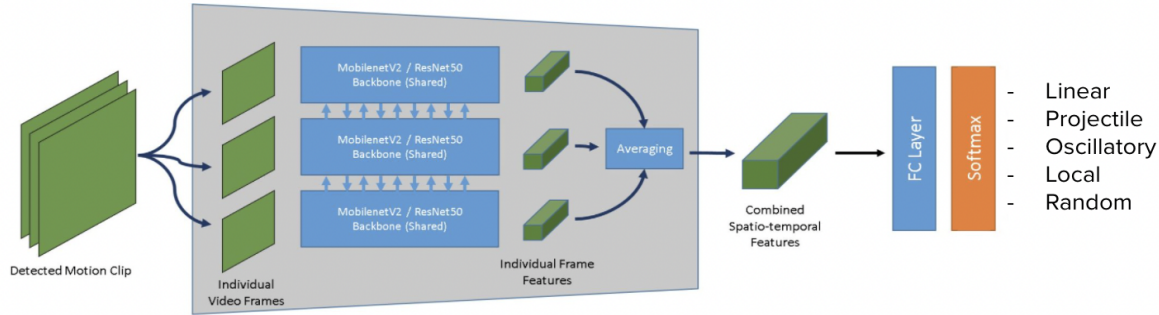 Detected Motion Clip
Individual
Video Frames
MobilenetV2 / ResNet50
Backbone (Shared)
MobilenetV2 / ResNet50
Backbone (Shared)
MobilenetV2 / ResNet50
Backbone (Shared)
Individual Frame
Features
Averaging
Combined
Spatio-temporal
Features
FC Layer
Softmax
- Linear
- Projectile
- Oscillatory
- Local
- Random